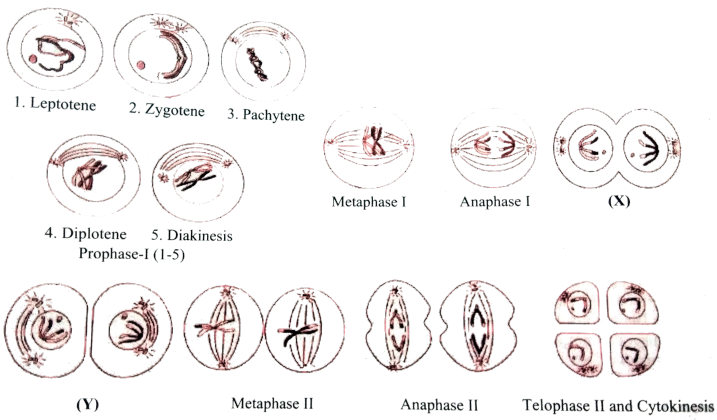 1. Leptotene
2. Zygotene
3. Pachytene
4. Diplotene
5. Diakinesis
Prophase-I (1-5)
Metaphase I
Anaphase I
(X)
(Y)
Metaphase II
Anaphase II
Telophase II and Cytokinesis